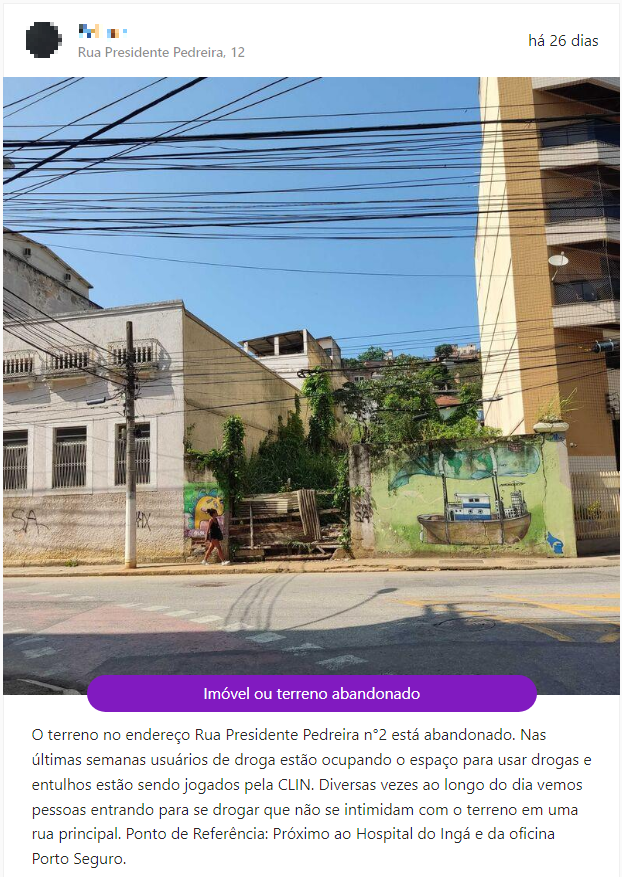 Rua Presidente Pedreira, 12
há 26 dias
Imóvel ou terreno abandonado
O terreno no endereço Rua Presidente Pedreira n°2 está abandonado. Nas
últimas semanas usuários de droga estão ocupando o espaço para usar drogas e
entulhos estão sendo jogados pela CLIN. Diversas vezes ao longo do dia vemos
pessoas entrando para se drogar que não se intimidam com o terreno em uma
rua principal. Ponto de Referência: Próximo ao Hospital do Ingá e da oficina
Porto Seguro.